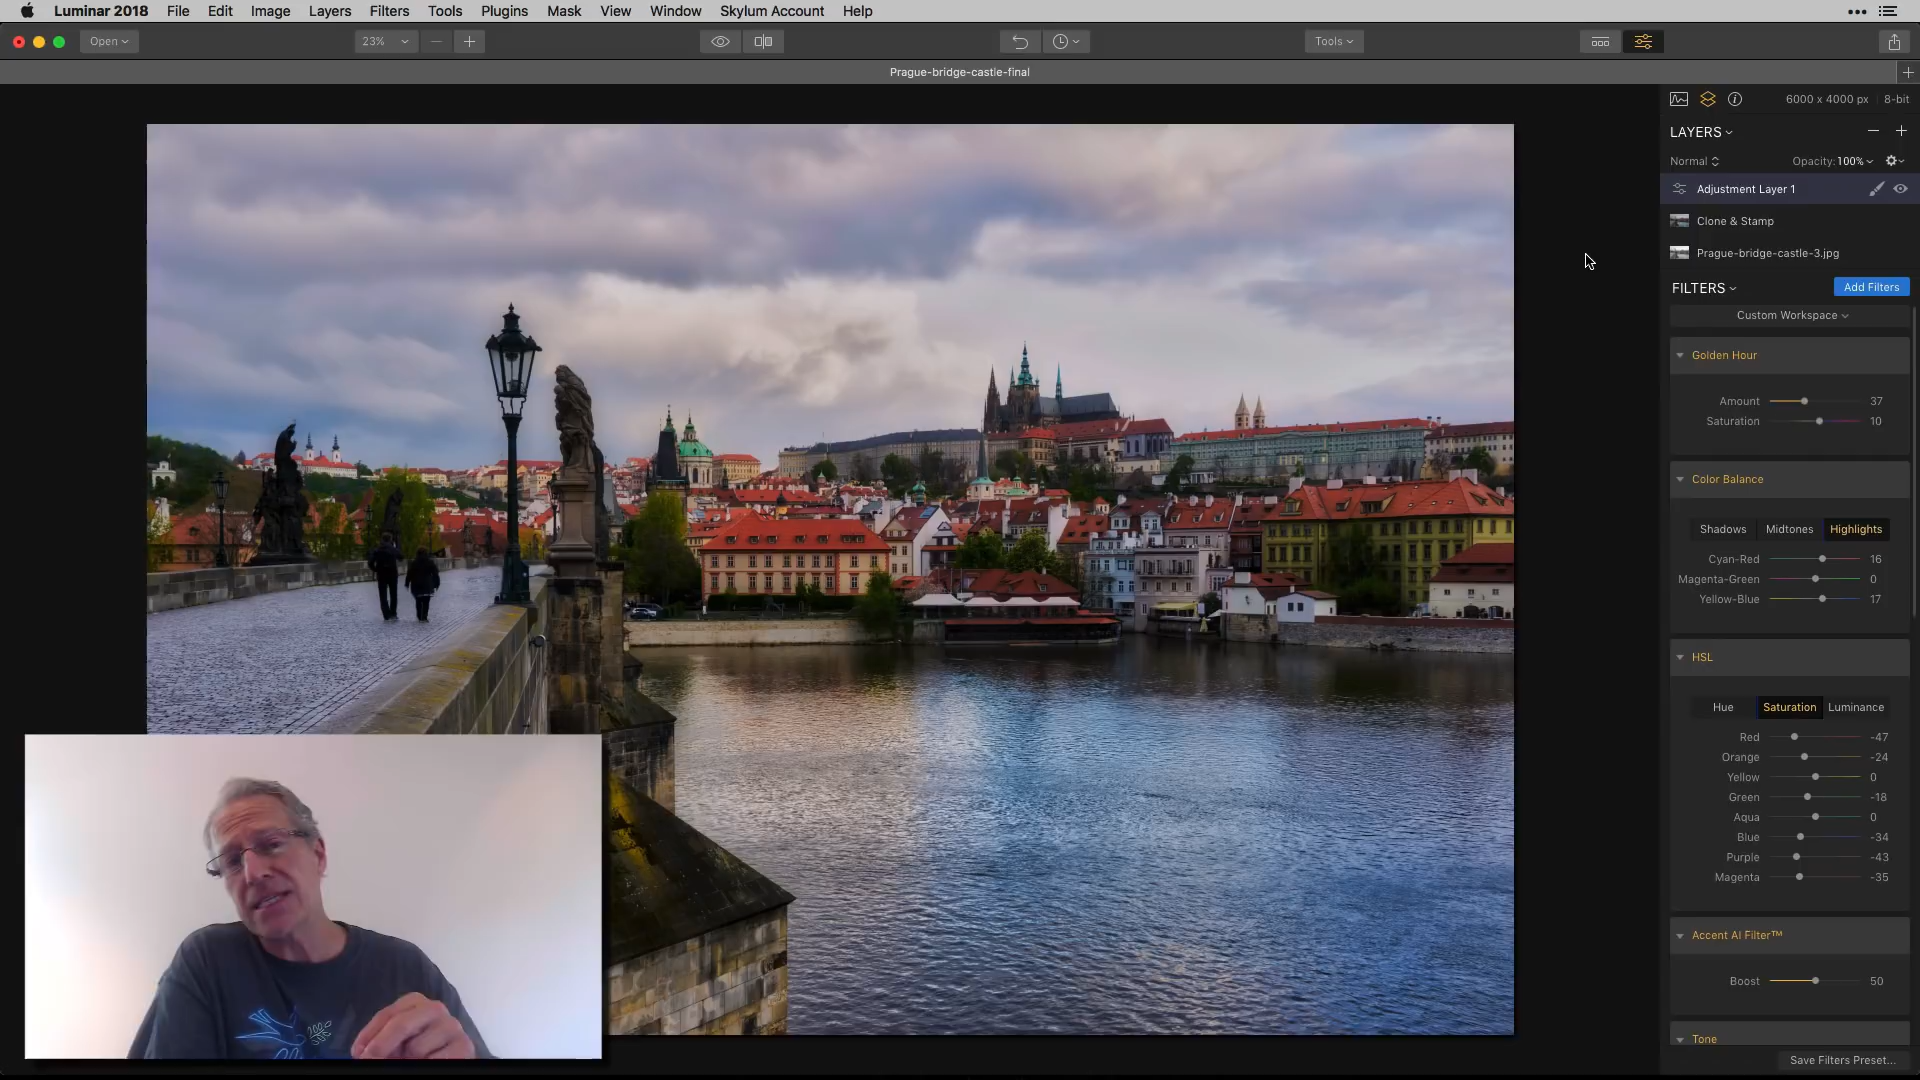 Luminar 2018 File Edit Image Layers Filters Tools Plugins Mask View Window Skylum Account Help
Open 23% Tools
Prague-bridge-castle-final
6000 x 4000 px 8-bit
LAYERS
Normal Opacity: 100%
Adjustment Layer 1
Clone & Stamp
Prague-bridge-castle-3.jpg
FILTERS Add Filters
Custom Workspace
Golden Hour
Amount 37
Saturation 10
Color Balance
Shadows Midtones Highlights
Cyan-Red 16
Magenta-Green 0
Yellow-Blue 17
HSL
Hue Saturation Luminance
Red -47
Orange -24
Yellow 0
Green -18
Aqua 0
Blue -34
Purple -43
Magenta -35
Accent AI Filter™
Boost 50
Tone
Save Filters Preset...